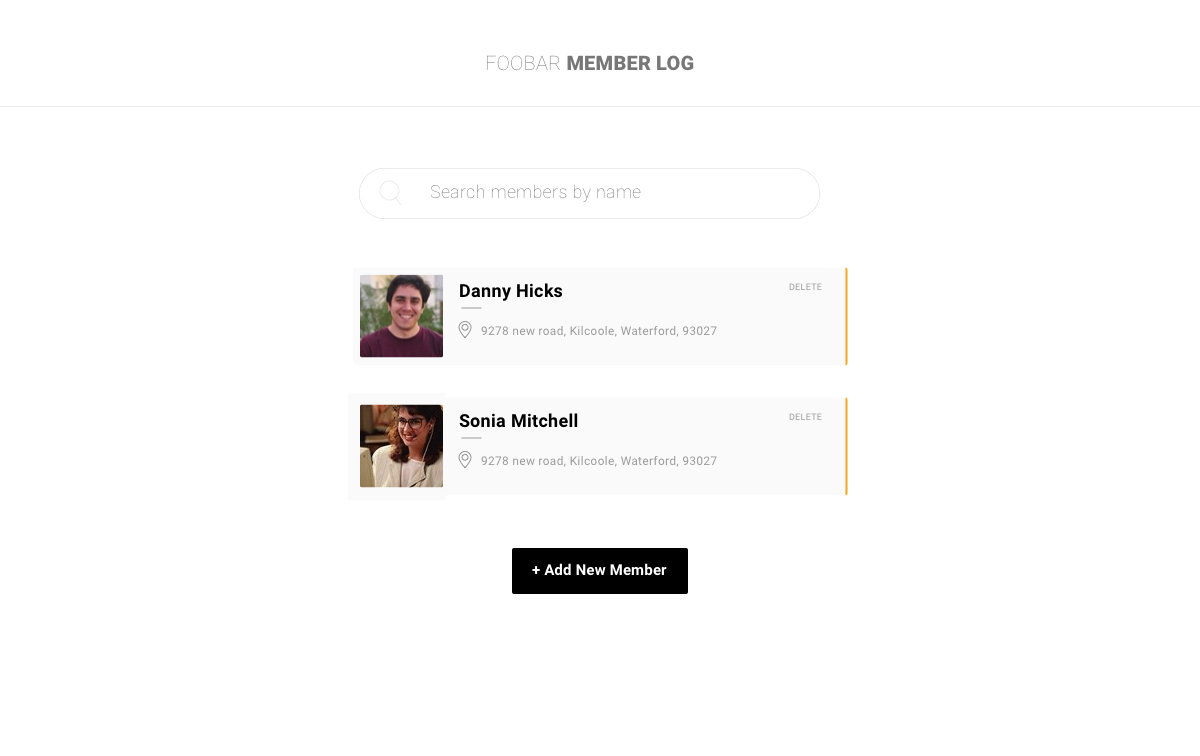 FOOBAR MEMBER LOG
Search members by name
Danny Hicks
DELETE
9278 new road, Kilcoole, Waterford, 93027
Sonia Mitchell
DELETE
9278 new road, Kilcoole, Waterford, 93027
+ Add New Member